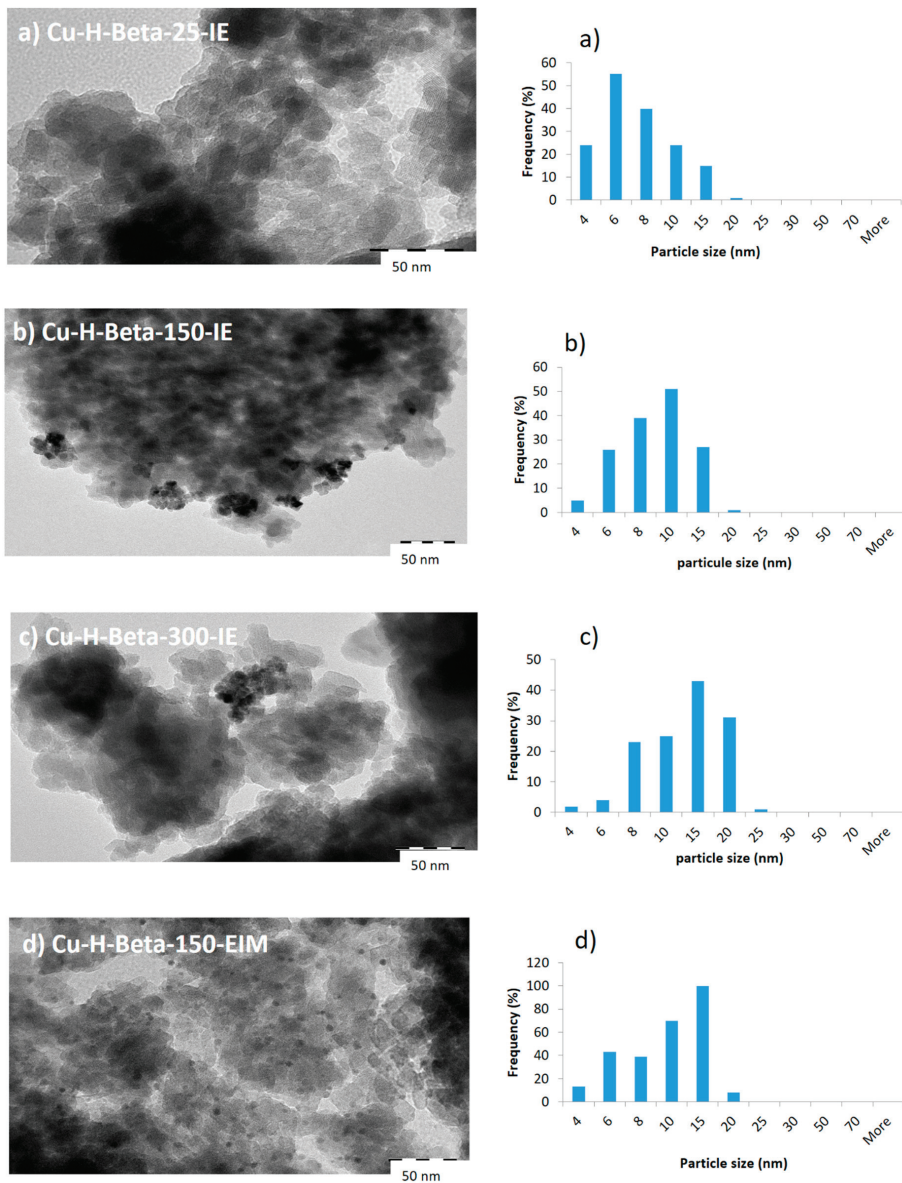 a) Cu-H-Beta-25-IE
50 nm
a)
Frequency (%)
60
50
40
30
20
10
0
4 6 8 10 15 20 25 30 50 70 More
Particle size (nm)
b) Cu-H-Beta-150-IE
50 nm
b)
Frequency (%)
60
50
40
30
20
10
0
4 6 8 10 15 20 25 30 50 70 More
particule size (nm)
c) Cu-H-Beta-300-IE
50 nm
c)
Frequency (%)
50
40
30
20
10
0
4 6 8 10 15 20 25 30 50 70 More
particle size (nm)
d) Cu-H-Beta-150-EIM
50 nm
d)
Frequency (%)
120
100
80
60
40
20
0
4 6 8 10 15 20 25 30 50 70 More
Particle size (nm)